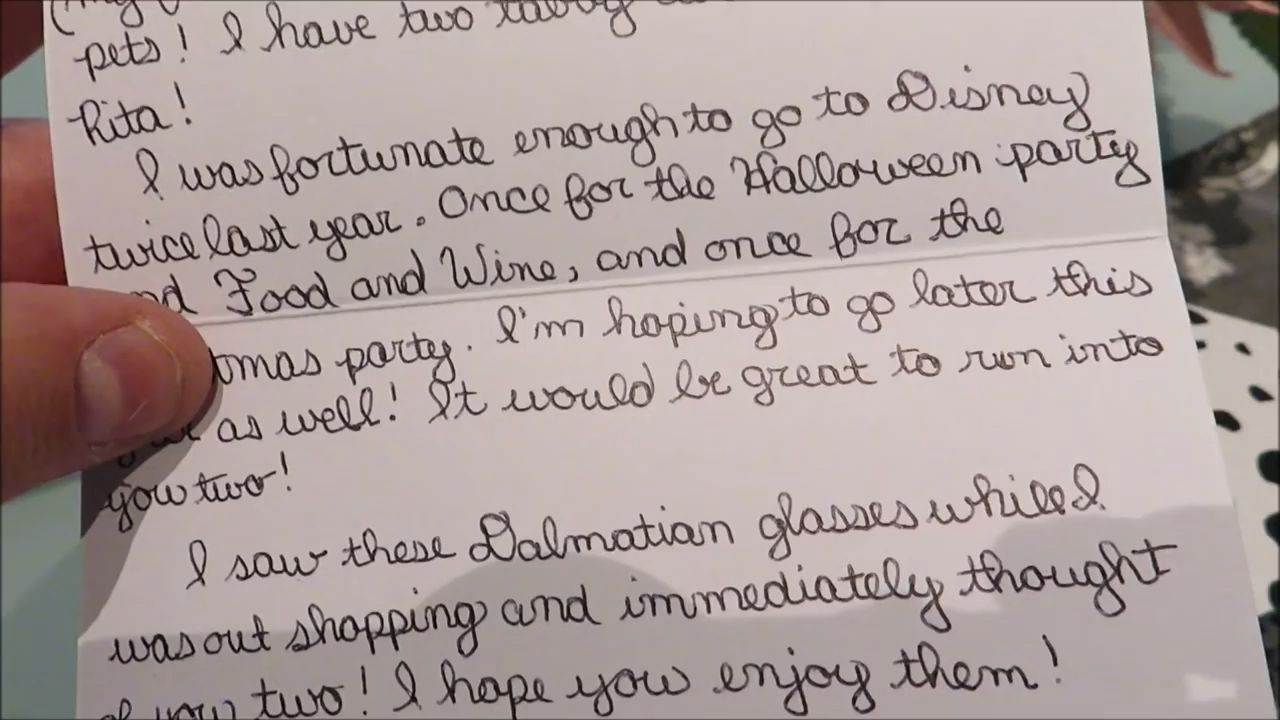 pets! I have two tabby
Rita!
I was fortunate enough to go to Disney
twice last year. Once for the Halloween party
Food and Wine, and once for the
party. I'm hoping to go later this
as well! It would be great to run into
you two!
I saw these Dalmatian glasses while I
was out shopping and immediately thought
of you two! I hope you enjoy them!